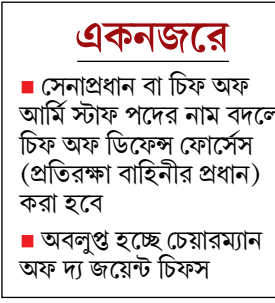 একনজরে
■ সেনাপ্রধান বা চিফ অফ
আর্মি স্টাফ পদের নাম বদলে
চিফ অফ ডিফেন্স ফোর্সেস
(প্রতিরক্ষা বাহিনীর প্রধান)
করা হবে
■ অবলুপ্ত হচ্ছে চেয়ারম্যান
অফ দ্য জয়েন্ট চিফস